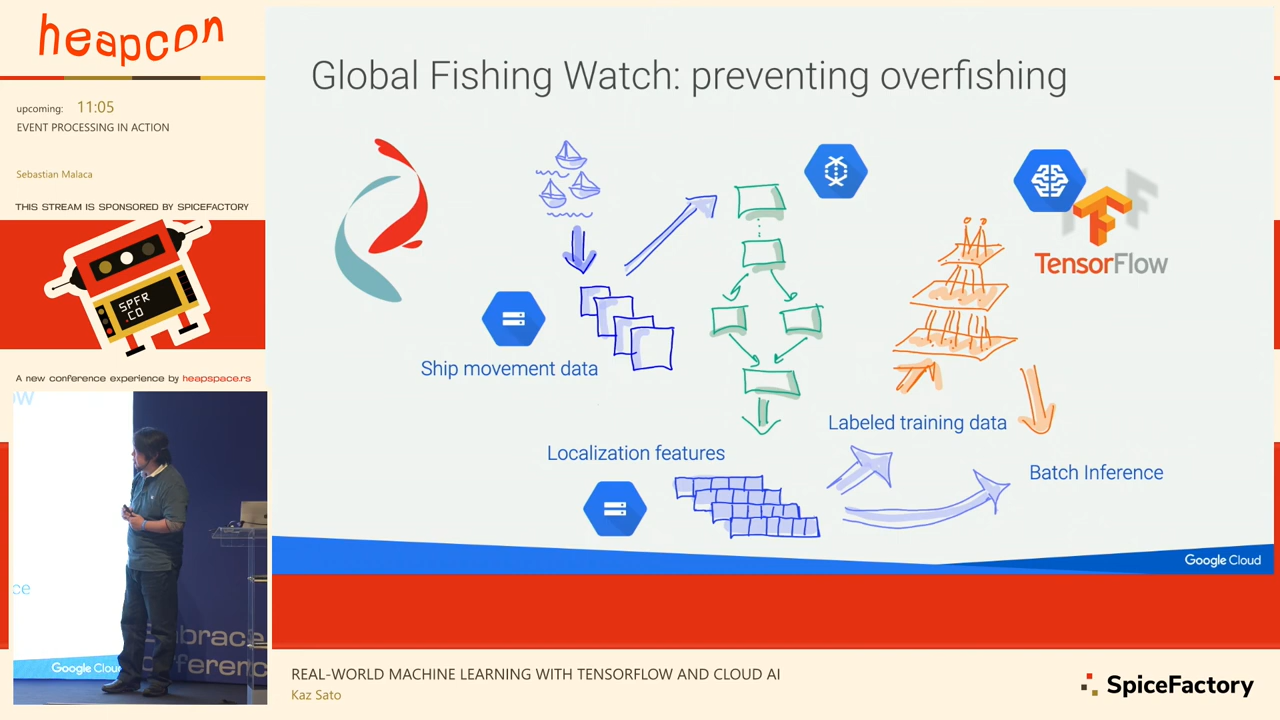 heapcon
upcoming: 11:05
EVENT PROCESSING IN ACTION
Sebastian Malaca
THIS STREAM IS SPONSORED BY SPICEFACTORY
SPFR
.CO
A new conference experience by heapspace.rs
Google Cloud
Global Fishing Watch: preventing overfishing
TensorFlow
Ship movement data
Labeled training data
Localization features
Batch Inference
Google Cloud
REAL-WORLD MACHINE LEARNING WITH TENSORFLOW AND CLOUD AI
Kaz Sato
SpiceFactory